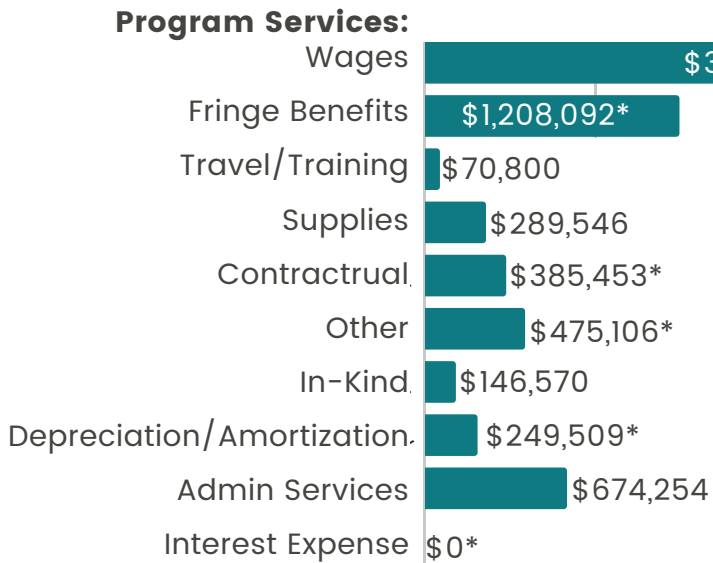 Program Services:
Wages $3
Fringe Benefits $1,208,092*
Travel/Training $70,800
Supplies $289,546
Contractrual $385,453*
Other $475,106*
In-Kind $146,570
Depreciation/Amortization $249,509*
Admin Services $674,254
Interest Expense $0*